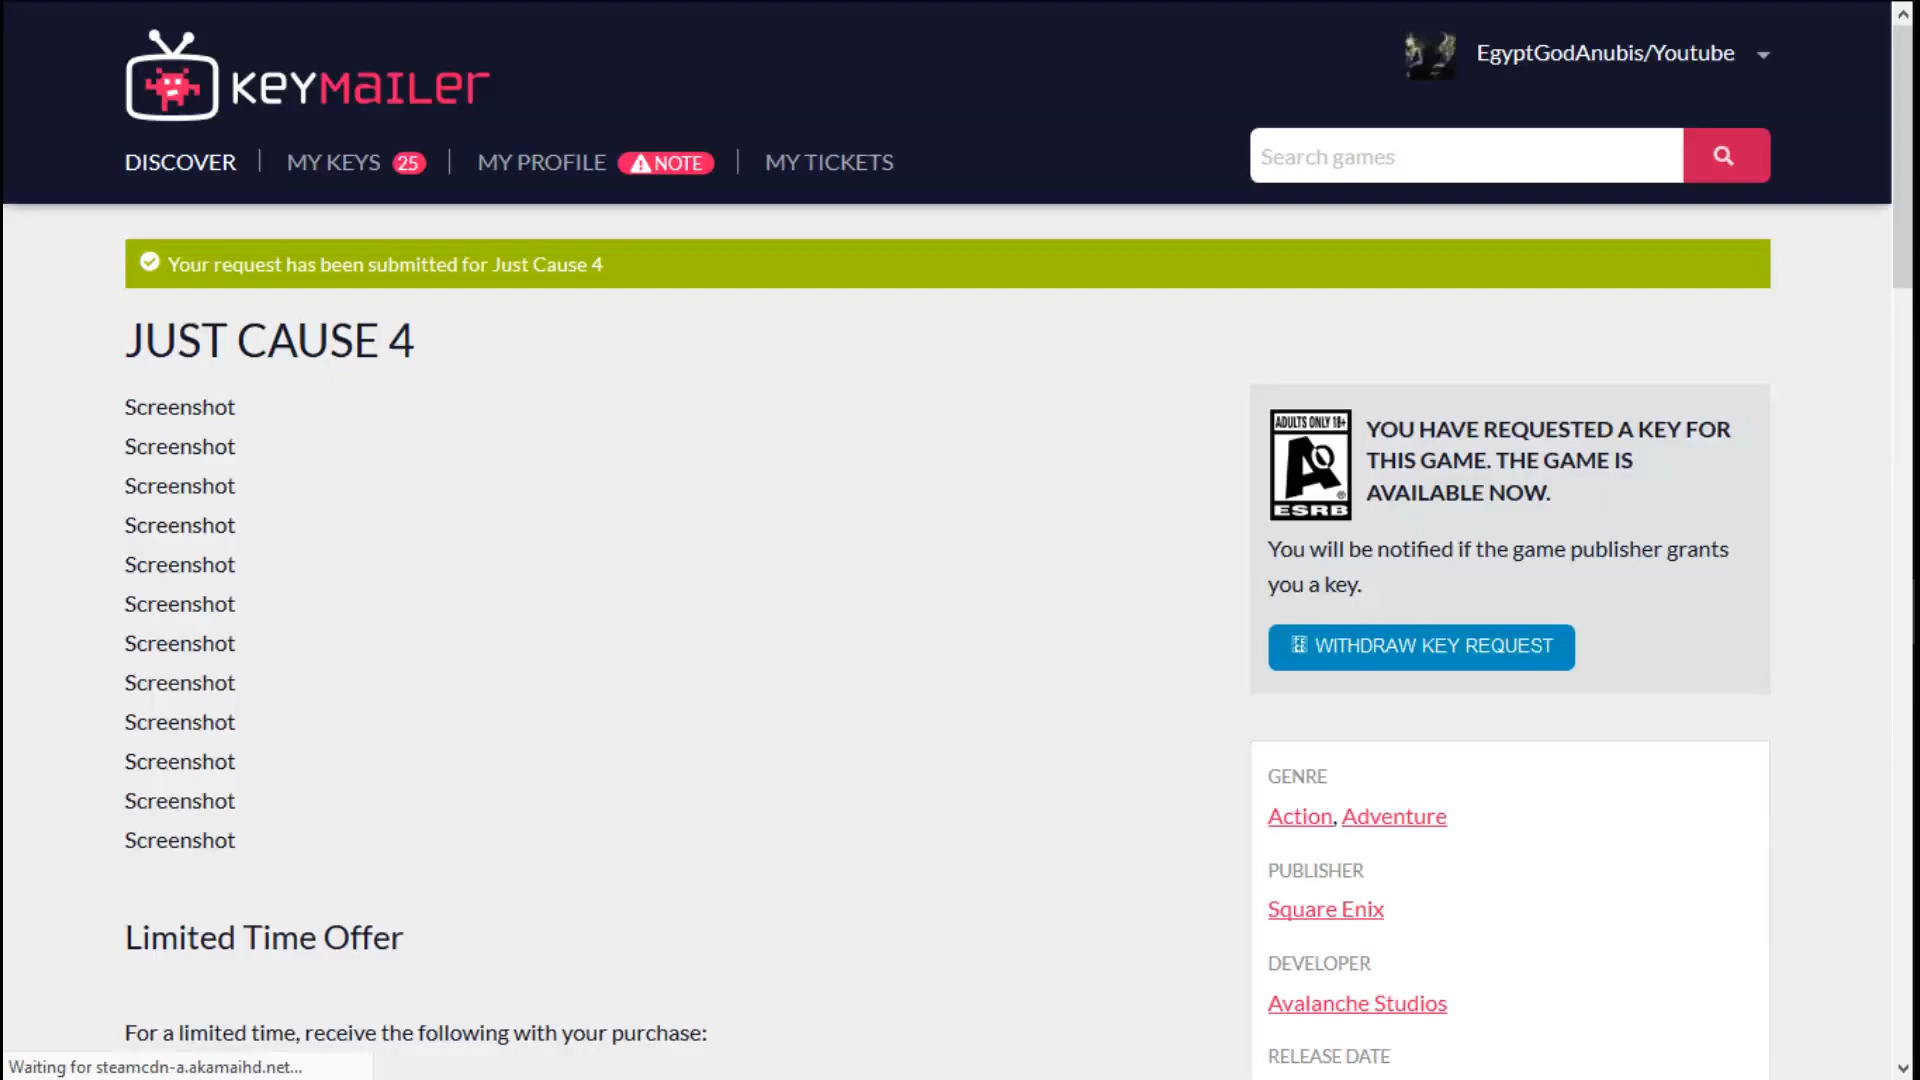 KEYMAILER
EgyptGodAnubis/Youtube
DISCOVER
MY KEYS 25
MY PROFILE NOTE
MY TICKETS
Search games
Your request has been submitted for Just Cause 4
JUST CAUSE 4
Screenshot
Screenshot
Screenshot
Screenshot
Screenshot
Screenshot
Screenshot
Screenshot
Screenshot
Screenshot
Screenshot
Screenshot
Limited Time Offer
For a limited time, receive the following with your purchase:
ADULTS ONLY 18+
AO
ESRB
YOU HAVE REQUESTED A KEY FOR
THIS GAME. THE GAME IS
AVAILABLE NOW.
You will be notified if the game publisher grants
you a key.
WITHDRAW KEY REQUEST
GENRE
Action, Adventure
PUBLISHER
Square Enix
DEVELOPER
Avalanche Studios
RELEASE DATE
Waiting for steamcdn-a.akamaihd.net...